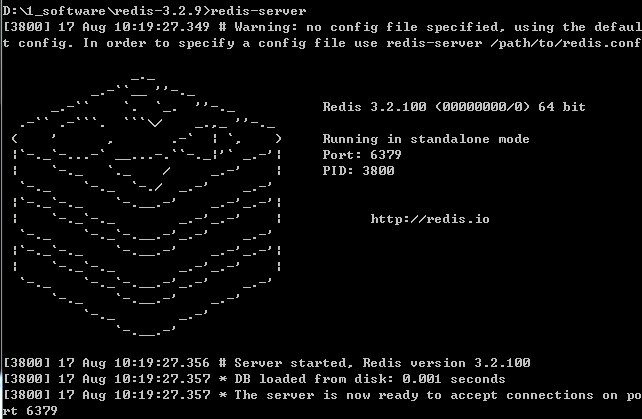 D:\1_software\redis-3.2.9>redis-server
[3800] 17 Aug 10:19:27.349 # Warning: no config file specified, using the defaul
t config. In order to specify a config file use redis-server /path/to/redis.conf
Redis 3.2.100 (00000000/0) 64 bit
Running in standalone mode
Port: 6379
PID: 3800
http://redis.io
[3800] 17 Aug 10:19:27.356 # Server started, Redis version 3.2.100
[3800] 17 Aug 10:19:27.357 * DB loaded from disk: 0.001 seconds
[3800] 17 Aug 10:19:27.357 * The server is now ready to accept connections on po
rt 6379